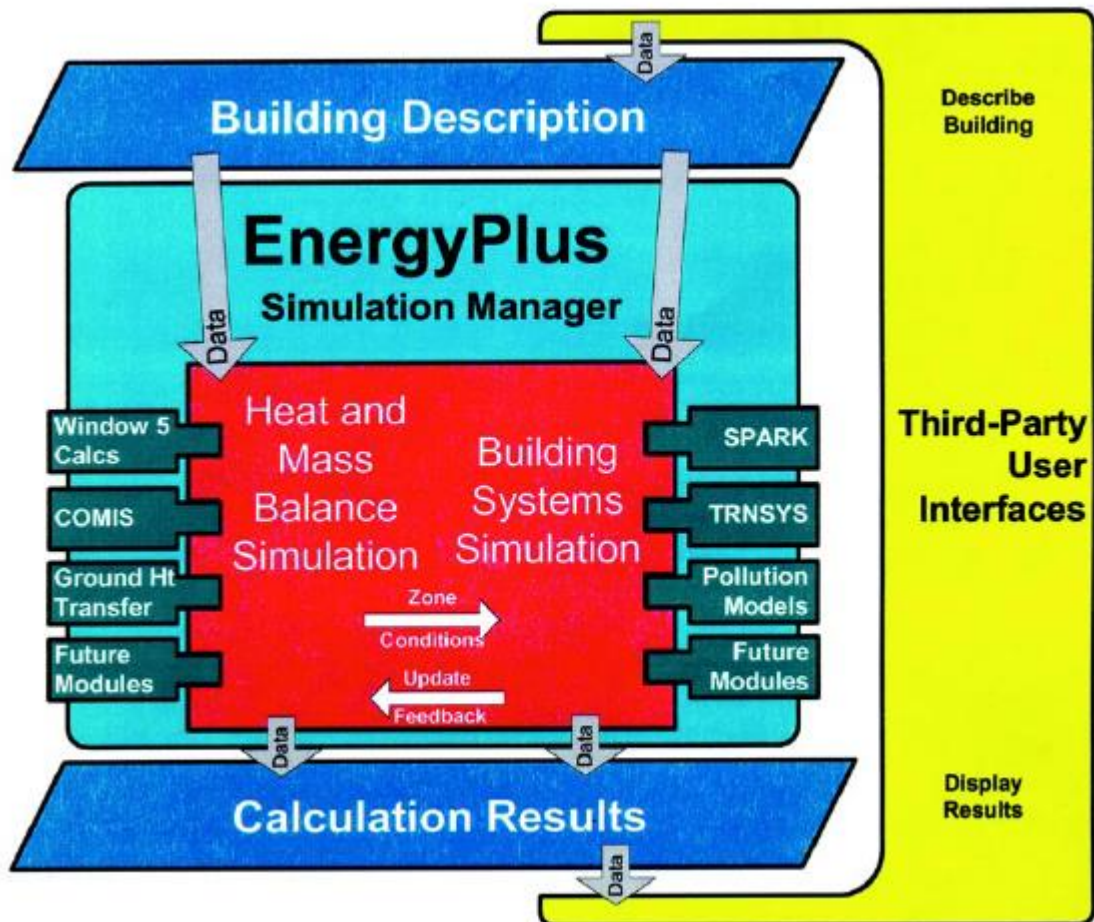 Data
Building Description
Describe
Building
EnergyPlus
Simulation Manager
Data
Data
Heat and
Mass
Balance
Simulation
Building
Systems
Simulation
Window 5
Calcs
COMIS
Ground Ht
Transfer
Future
Modules
SPARK
TRNSYS
Pollution
Models
Future
Modules
Zone
Conditions
Update
Feedback
Third-Party
User
Interfaces
Data
Data
Calculation Results
Display
Results
Data